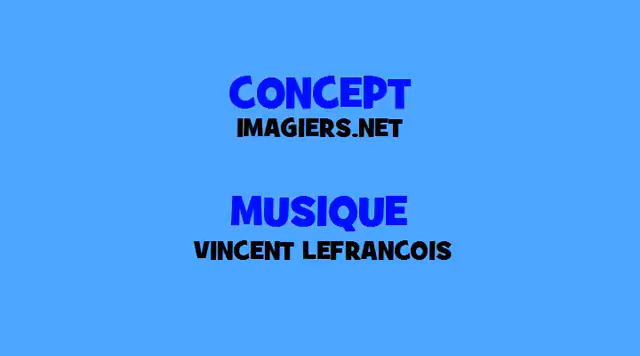 CONCEPT
IMAGIERS.NET
MUSIQUE
VINCENT LEFRANCOIS